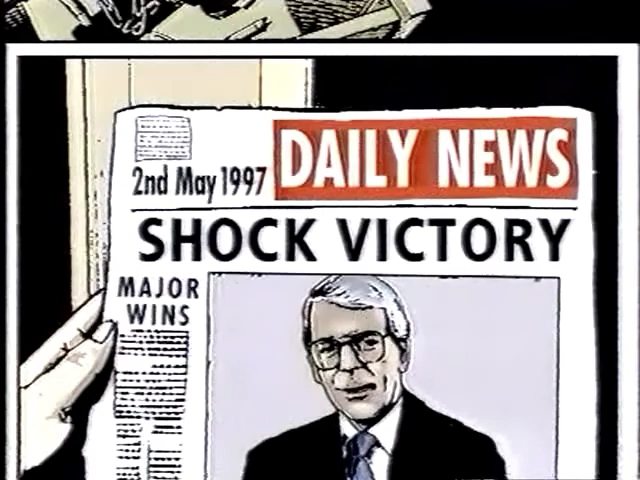 2nd May 1997
DAILY NEWS
SHOCK VICTORY
MAJOR
WINS